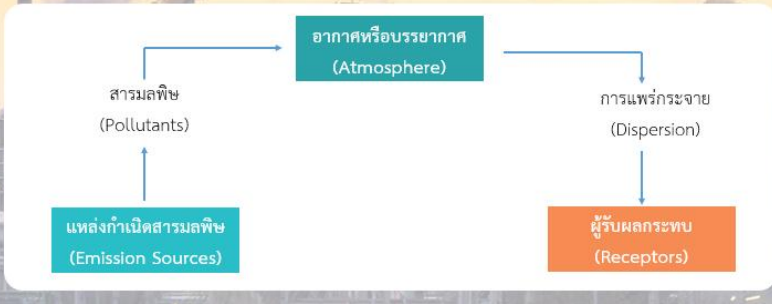 อากาศหรือบรรยากาศ
(Atmosphere)
สารมลพิษ
(Pollutants)
การแพร่กระจาย
(Dispersion)
แหล่งกำเนิดสารมลพิษ
(Emission Sources)
ผู้รับผลกระทบ
(Receptors)